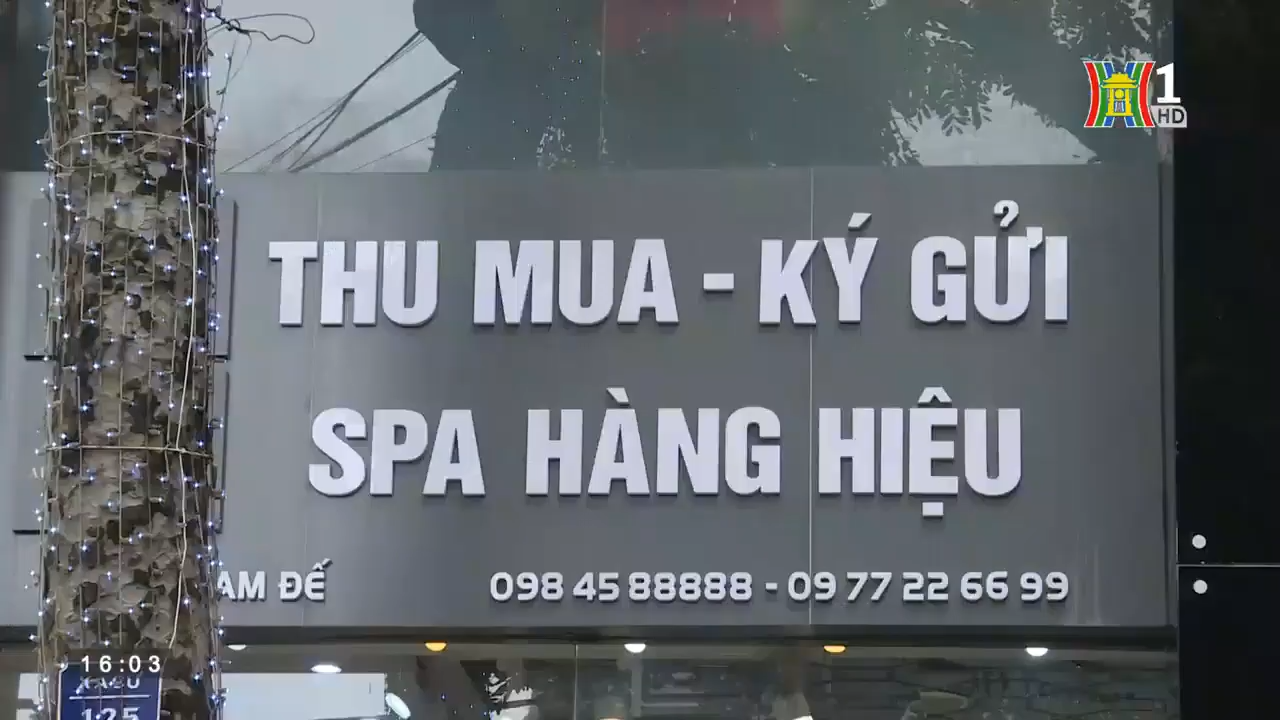 1
HD
THU MUA - KÝ GỬI
SPA HÀNG HIỆU
AM ĐẾ
098 45 88888 - 09 77 22 66 99
16:03
125